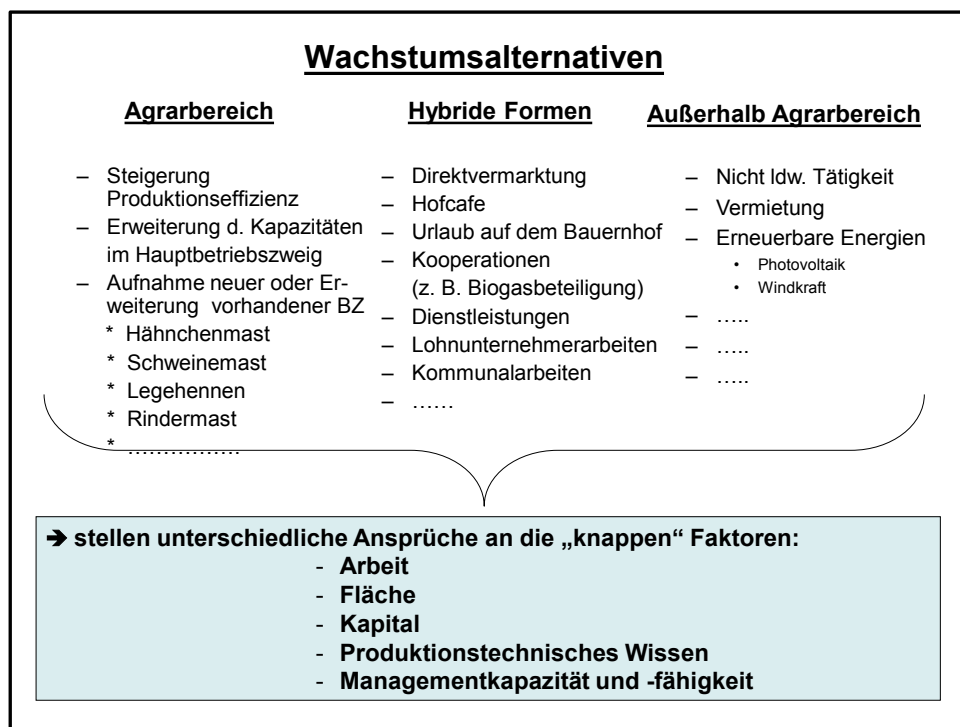 Wachstumsalternativen
Agrarbereich
– Steigerung
Produktionseffizienz
– Erweiterung d. Kapazitäten
im Hauptbetriebszweig
– Aufnahme neuer oder Er-
weiterung vorhandener BZ
* Hähnchenmast
* Schweinemast
* Legehennen
* Rindermast
* ................
Hybride Formen
– Direktvermarktung
– Hofcafe
– Urlaub auf dem Bauernhof
– Kooperationen
(z. B. Biogasbeteiligung)
– Dienstleistungen
– Lohnunternehmerarbeiten
– Kommunalarbeiten
– ……
Außerhalb Agrarbereich
– Nicht ldw. Tätigkeit
– Vermietung
– Erneuerbare Energien
• Photovoltaik
• Windkraft
– …..
– …..
– …..
➔ stellen unterschiedliche Ansprüche an die „knappen“ Faktoren:
- Arbeit
- Fläche
- Kapital
- Produktionstechnisches Wissen
- Managementkapazität und -fähigkeit